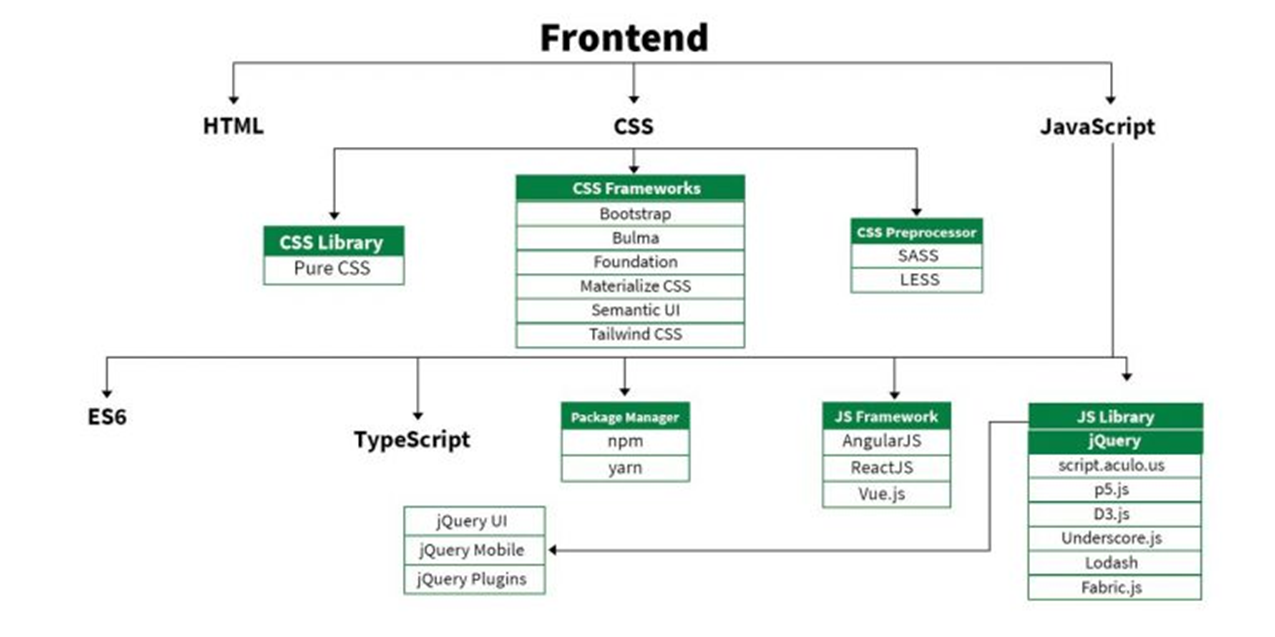 Frontend
HTML
CSS
JavaScript
CSS Library
Pure CSS
CSS Frameworks
Bootstrap
Bulma
Foundation
Materialize CSS
Semantic UI
Tailwind CSS
CSS Preprocessor
SASS
LESS
ES6
TypeScript
Package Manager
npm
yarn
JS Framework
AngularJS
ReactJS
Vue.js
JS Library
jQuery
script.aculo.us
p5.js
D3.js
Underscore.js
Lodash
Fabric.js
jQuery UI
jQuery Mobile
jQuery Plugins